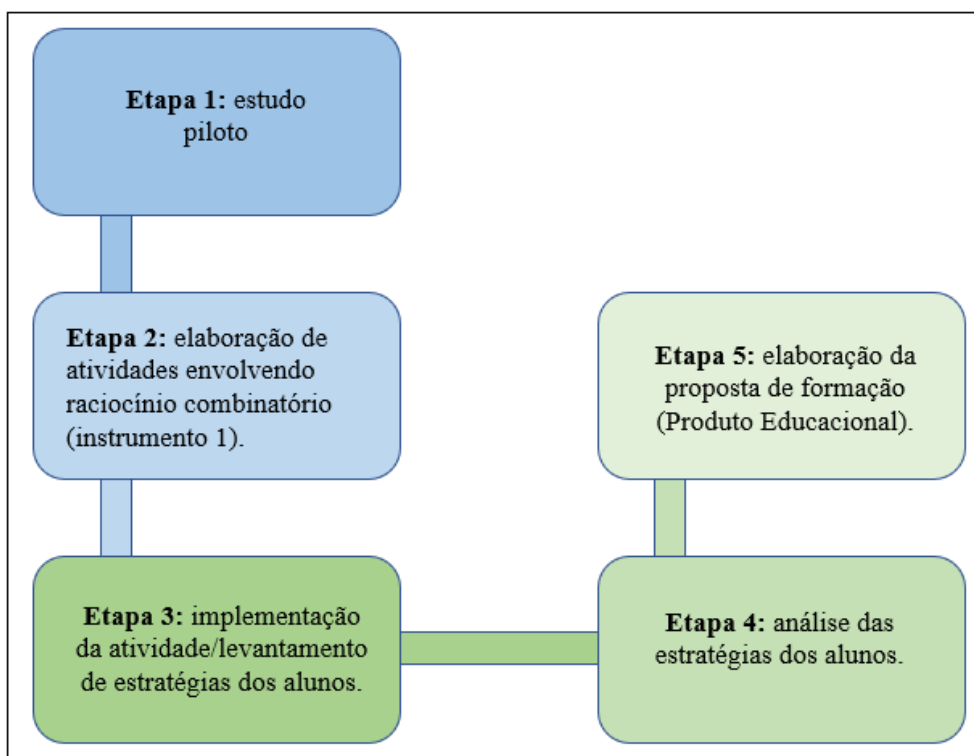 Etapa 1: estudo
piloto
Etapa 2: elaboração de
atividades envolvendo
raciocínio combinatório
(instrumento 1).
Etapa 3: implementação
da atividade/levantamento
de estratégias dos alunos.
Etapa 4: análise das
estratégias dos alunos.
Etapa 5: elaboração da
proposta de formação
(Produto Educacional).